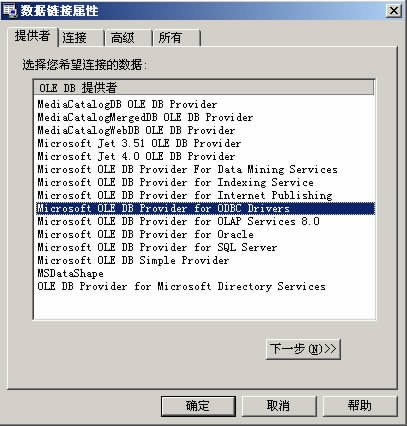 数据链接属性
提供者 连接 高级 所有
选择您希望连接的数据:
OLE DB 提供者
MediaCatalogDB OLE DB Provider
MediaCatalogMergedDB OLE DB Provider
MediaCatalogWebDB OLE DB Provider
Microsoft Jet 3.51 OLE DB Provider
Microsoft Jet 4.0 OLE DB Provider
Microsoft OLE DB Provider For Data Mining Services
Microsoft OLE DB Provider for Indexing Service
Microsoft OLE DB Provider for Internet Publishing
Microsoft OLE DB Provider for ODBC Drivers
Microsoft OLE DB Provider for OLAP Services 8.0
Microsoft OLE DB Provider for Oracle
Microsoft OLE DB Provider for SQL Server
Microsoft OLE DB Simple Provider
MSDataShape
OLE DB Provider for Microsoft Directory Services
下一步(N)>>
确定 取消 帮助